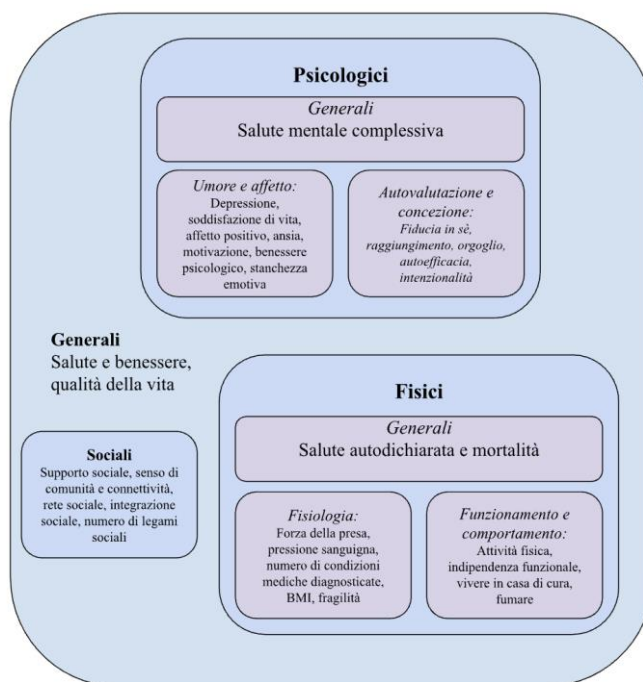 Psicologici
Generali
Salute mentale complessiva
Umore e affetto:
Depressione,
soddisfazione di vita,
affetto positivo, ansia,
motivazione, benessere
psicologico, stanchezza
emotiva
Autovalutazione e
concezione:
Fiducia in sè,
raggiungimento, orgoglio,
autoefficacia,
intenzionalità
Generali
Salute e benessere,
qualità della vita
Sociali
Supporto sociale, senso di
comunità e connettività,
rete sociale, integrazione
sociale, numero di legami
sociali
Fisici
Generali
Salute autodichiarata e mortalità
Fisiologia:
Forza della presa,
pressione sanguigna,
numero di condizioni
mediche diagnosticate,
BMI, fragilità
Funzionamento e
comportamento:
Attività fisica,
indipendenza funzionale,
vivere in casa di cura,
fumare